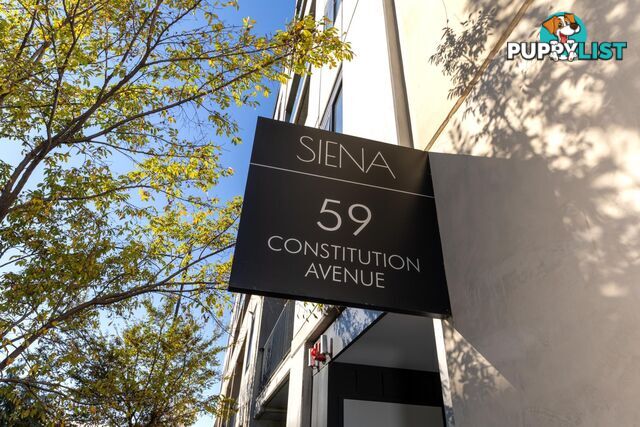 PUPPYLIST
SIENA
59
CONSTITUTION
AVENUE